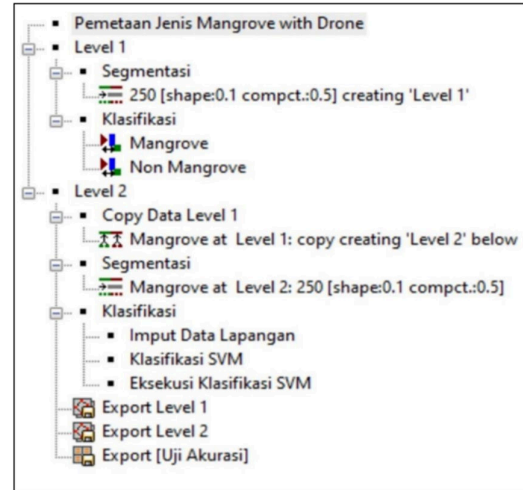 Pemetaan Jenis Mangrove with Drone
Level 1
Segmentasi
250 [shape:0.1 compct.:0.5] creating 'Level 1'
Klasifikasi
Mangrove
Non Mangrove
Level 2
Copy Data Level 1
Mangrove at Level 1: copy creating 'Level 2' below
Segmentasi
Mangrove at Level 2: 250 [shape:0.1 compct.:0.5]
Klasifikasi
Imput Data Lapangan
Klasifikasi SVM
Eksekusi Klasifikasi SVM
Export Level 1
Export Level 2
Export [Uji Akurasi]